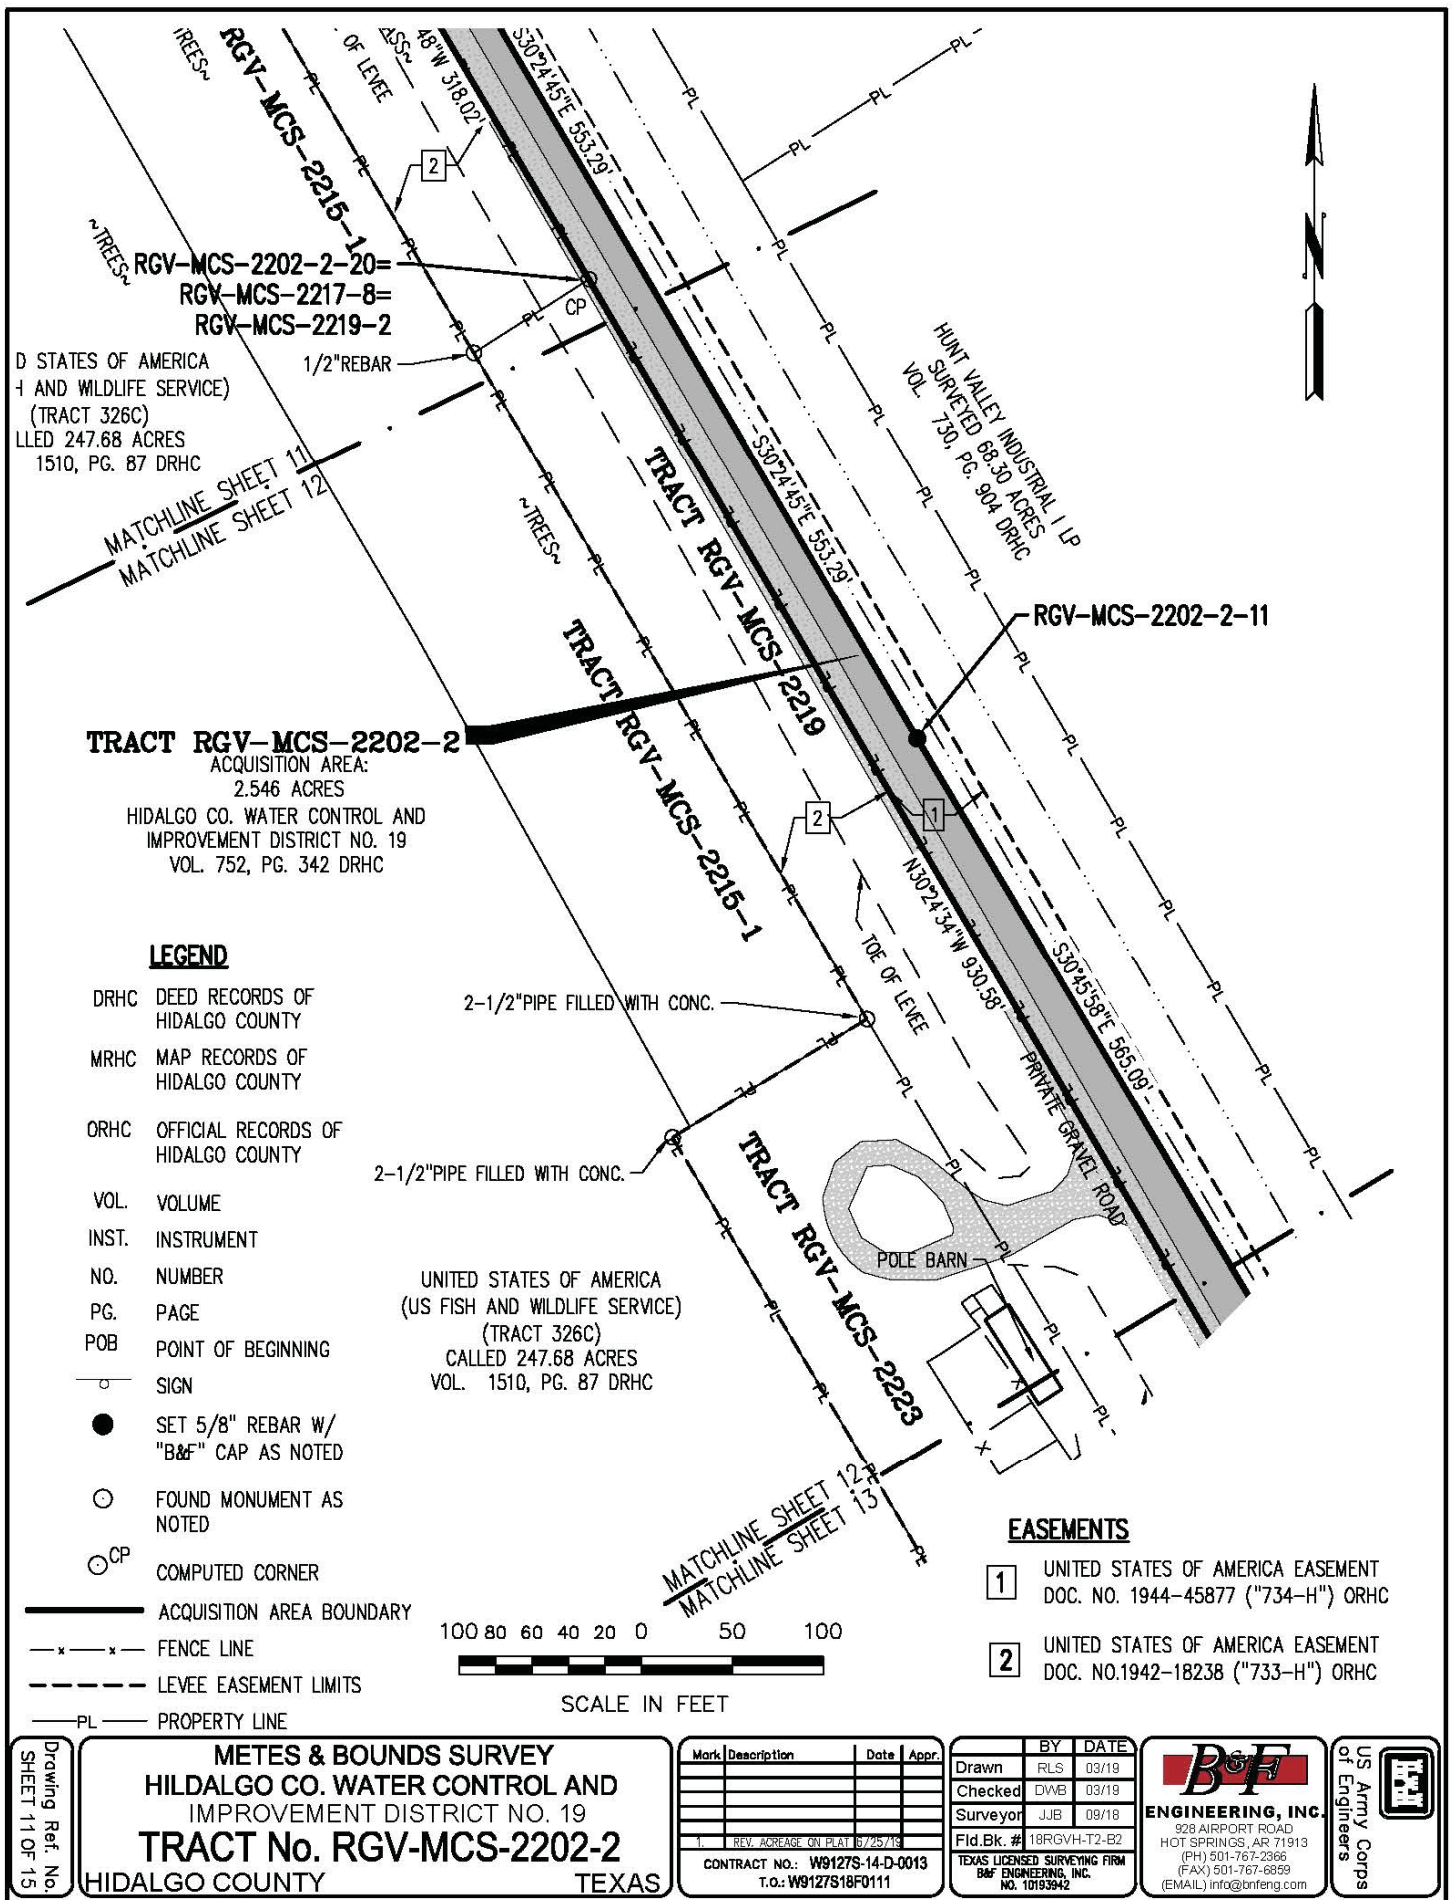 ~TREES~
RGV-MCS-2215-1
OF LEVEE
48"W 318.02'
S30°24'45"E 553.29'
PL
PL
PL
PL
2
~TREES~
RGV-MCS-2202-2-20=
RGV-MCS-2217-8=
RGV-MCS-2219-2
CP
1/2"REBAR
N
D STATES OF AMERICA
H AND WILDLIFE SERVICE)
(TRACT 326C)
LLED 247.68 ACRES
1510, PG. 87 DRHC
MATCHLINE SHEET 11
MATCHLINE SHEET 12
HUNT VALLEY INDUSTRIAL I LP
SURVEYED 68.30 ACRES
VOL 730, PG. 904 DRHC
S30°24'45"E 553.29'
~TREES~
TRACT RGV-MCS-2219
TRACT RGV-MCS-2215-1
RGV-MCS-2202-2-11
TRACT RGV-MCS-2202-2
ACQUISITION AREA:
2.546 ACRES
HIDALGO CO. WATER CONTROL AND
IMPROVEMENT DISTRICT NO. 19
VOL. 752, PG. 342 DRHC
2
1
N30°24'34"W 930.58'
TOE OF LEVEE
S30°45'58"E 565.09'
2-1/2"PIPE FILLED WITH CONC.
PRIVATE GRAVEL ROAD
2-1/2"PIPE FILLED WITH CONC.
TRACT RGV-MCS-2223
POLE BARN
UNITED STATES OF AMERICA
(US FISH AND WILDLIFE SERVICE)
(TRACT 326C)
CALLED 247.68 ACRES
VOL. 1510, PG. 87 DRHC
MATCHLINE SHEET 12
MATCHLINE SHEET 13
LEGEND
DRHC DEED RECORDS OF
HIDALGO COUNTY
MRHC MAP RECORDS OF
HIDALGO COUNTY
ORHC OFFICIAL RECORDS OF
HIDALGO COUNTY
VOL. VOLUME
INST. INSTRUMENT
NO. NUMBER
PG. PAGE
POB POINT OF BEGINNING
SIGN
SET 5/8" REBAR W/
"B&F" CAP AS NOTED
FOUND MONUMENT AS
NOTED
CP COMPUTED CORNER
ACQUISITION AREA BOUNDARY
x x FENCE LINE
LEVEE EASEMENT LIMITS
PL PROPERTY LINE
100 80 60 40 20 0 50 100
SCALE IN FEET
EASEMENTS
1 UNITED STATES OF AMERICA EASEMENT
DOC. NO. 1944-45877 ("734-H") ORHC
2 UNITED STATES OF AMERICA EASEMENT
DOC. NO.1942-18238 ("733-H") ORHC
Drawing Ref. No.
SHEET 11 OF 15
METES & BOUNDS SURVEY
HILDALGO CO. WATER CONTROL AND
IMPROVEMENT DISTRICT NO. 19
TRACT No. RGV-MCS-2202-2
HIDALGO COUNTY TEXAS
Mark Description Date Appr.
1. REV. ACREAGE ON PLAT 6/25/19
CONTRACT NO.: W9127S-14-D-0013
T.O.: W9127S18F0111
BY DATE
Drawn RLS 03/19
Checked DWB 03/19
Surveyor JJB 09/18
Fld.Bk. # 18RGVH-T2-B2
TEXAS LICENSED SURVEYING FIRM
B&F ENGINEERING, INC.
NO. 10193942
B&F
ENGINEERING, INC.
928 AIRPORT ROAD
HOT SPRINGS, AR 71913
(PH) 501-767-2366
(FAX) 501-767-6859
(EMAIL) info@bnfeng.com
US Army Corps
of Engineers